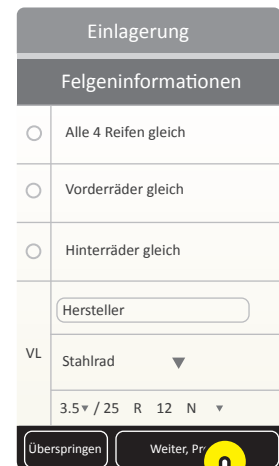 Einlagerung
Felgeninformationen
Alle 4 Reifen gleich
Vorderräder gleich
Hinterräder gleich
Hersteller
VL
Stahlrad
3.5 / 25 R 12 N
Überspringen
Weiter,